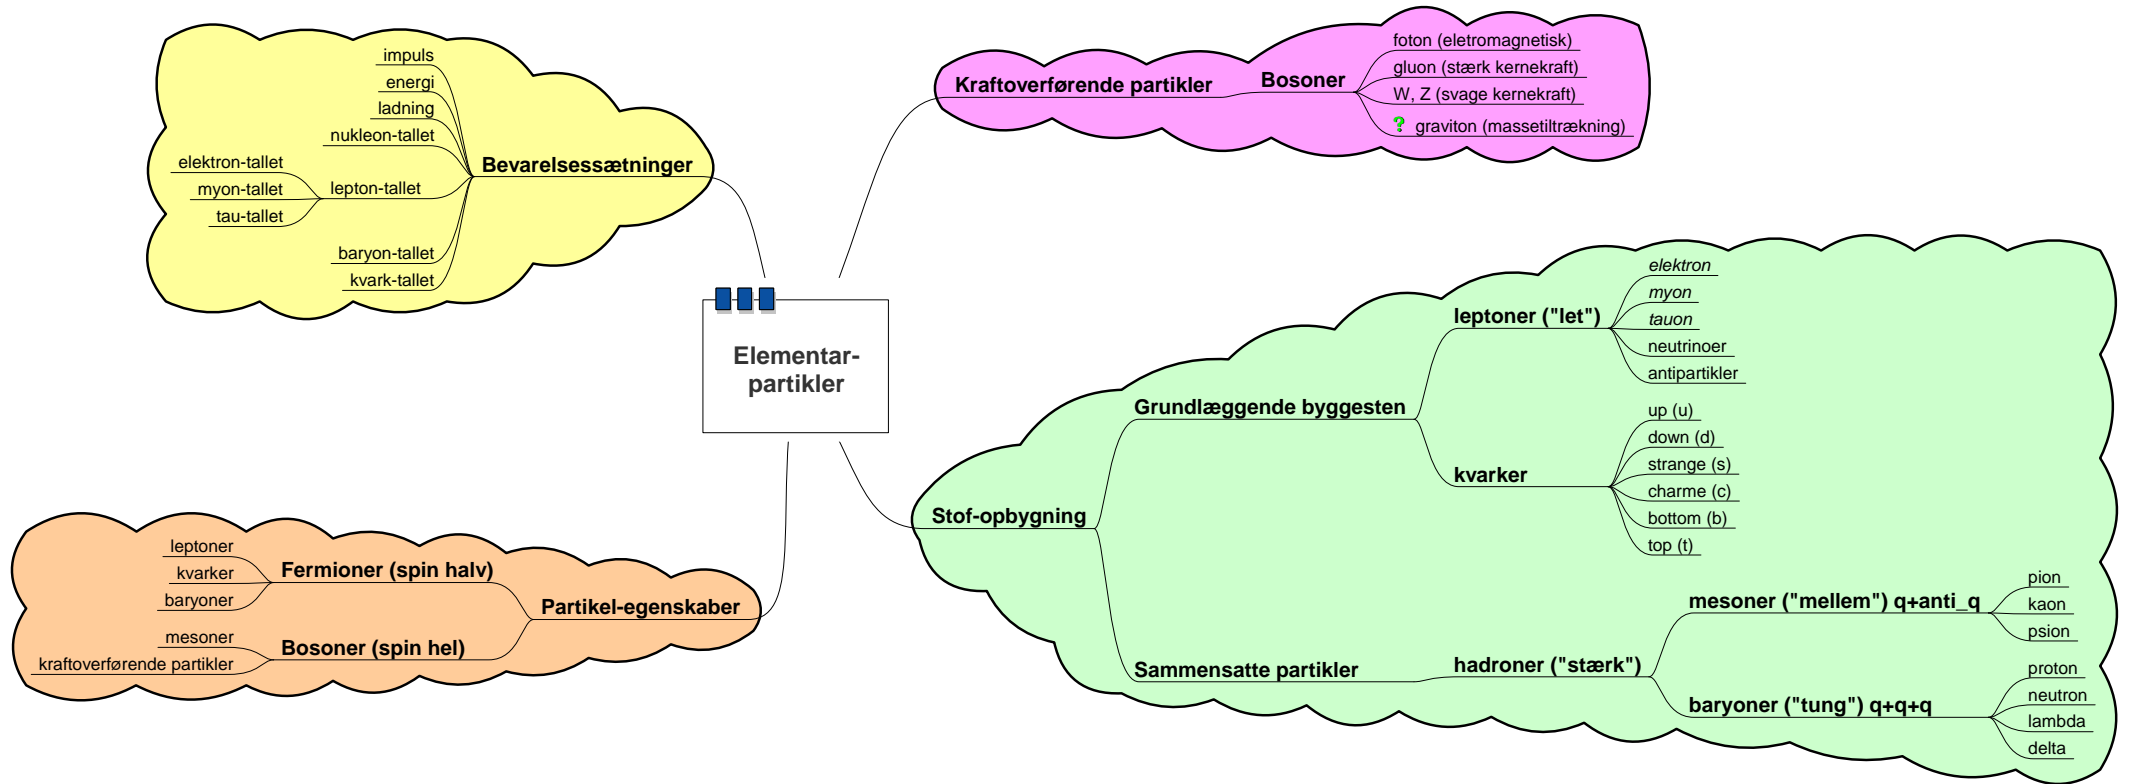 Elementar-
partikler
Bevarelsessætninger
impuls
energi
ladning
nukleon-tallet
lepton-tallet
elektron-tallet
myon-tallet
tau-tallet
baryon-tallet
kvark-tallet
Kraftoverførende partikler
Bosoner
foton (eletromagnetisk)
gluon (stærk kernekraft)
W, Z (svage kernekraft)
? graviton (massetiltrækning)
Stof-opbygning
Grundlæggende byggesten
leptoner ("let")
elektron
myon
tauon
neutrinoer
antipartikler
kvarker
up (u)
down (d)
strange (s)
charme (c)
bottom (b)
top (t)
Sammensatte partikler
hadroner ("stærk")
mesoner ("mellem") q+anti_q
pion
kaon
psion
baryoner ("tung") q+q+q
proton
neutron
lambda
delta
Partikel-egenskaber
Fermioner (spin halv)
leptoner
kvarker
baryoner
Bosoner (spin hel)
mesoner
kraftoverførende partikler